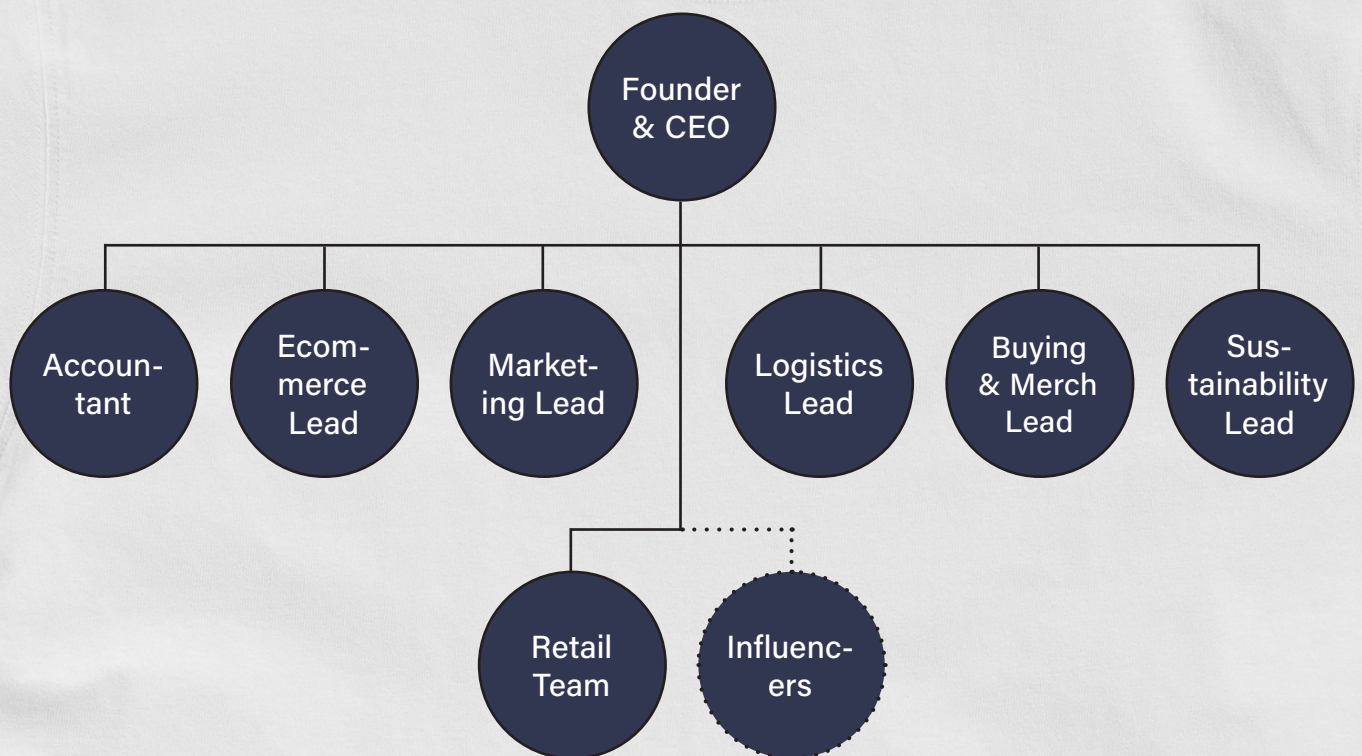 Founder
& CEO
Accoun-
tant
Ecom-
merce
Lead
Market-
ing Lead
Logistics
Lead
Buying
& Merch
Lead
Sus-
tainability
Lead
Retail
Team
Influenc-
ers